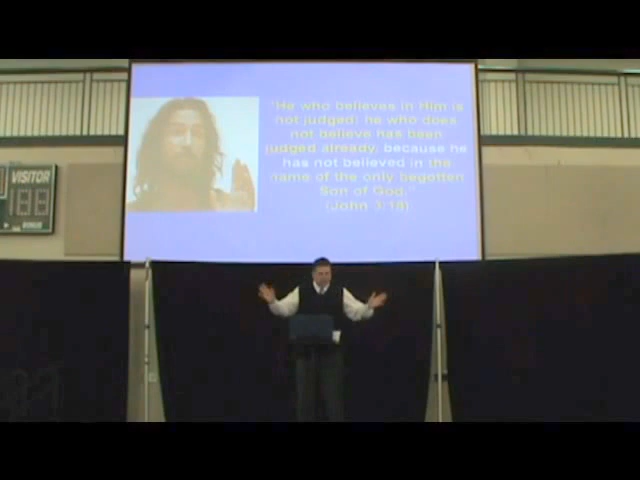 "He who believes in Him is
not judged; he who does
not believe has been
judged already, because he
has not believed in the
name of the only begotten
Son of God."
(John 3:18)
VISITOR